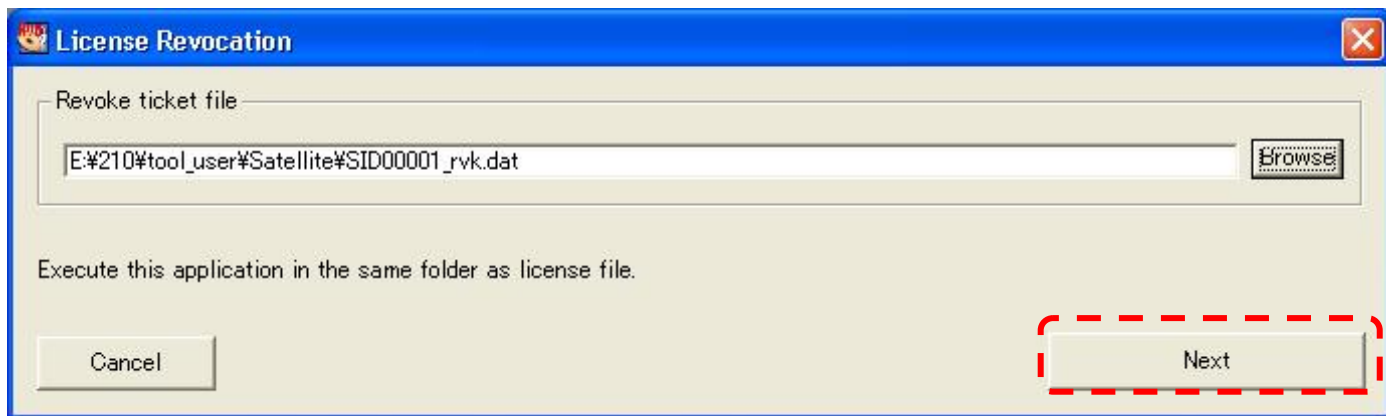 License Revocation
Revoke ticket file
E:¥210¥tool_user¥Satellite¥SID00001_rvk.dat
Browse
Execute this application in the same folder as license file.
Cancel
Next